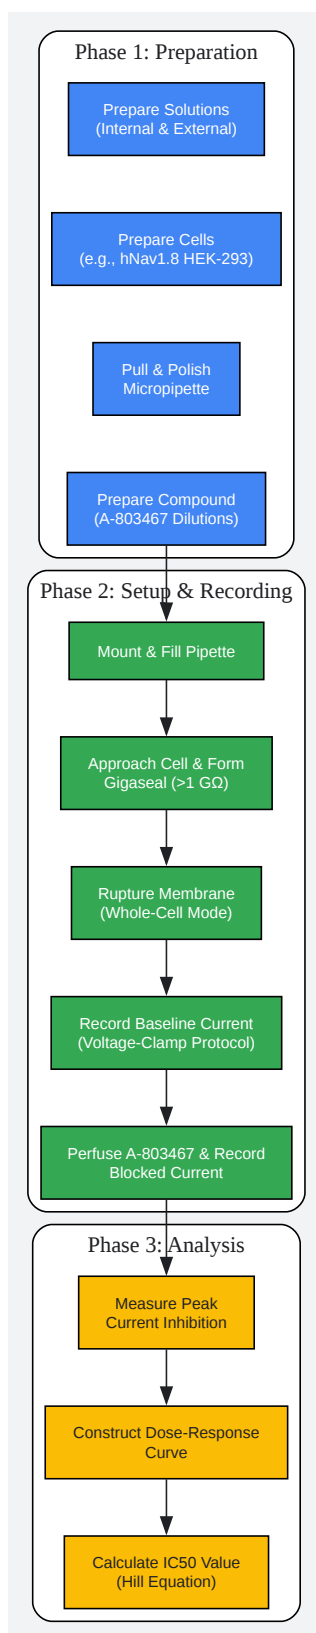 Phase 1: Preparation
Prepare Solutions
(Internal & External)
Prepare Cells
(e.g., hNav1.8 HEK-293)
Pull & Polish
Micropipette
Prepare Compound
(A-803467 Dilutions)
Phase 2: Setup & Recording
Mount & Fill Pipette
Approach Cell & Form
Gigaseal (>1 GΩ)
Rupture Membrane
(Whole-Cell Mode)
Record Baseline Current
(Voltage-Clamp Protocol)
Perfuse A-803467 & Record
Blocked Current
Phase 3: Analysis
Measure Peak
Current Inhibition
Construct Dose-Response
Curve
Calculate IC50 Value
(Hill Equation)